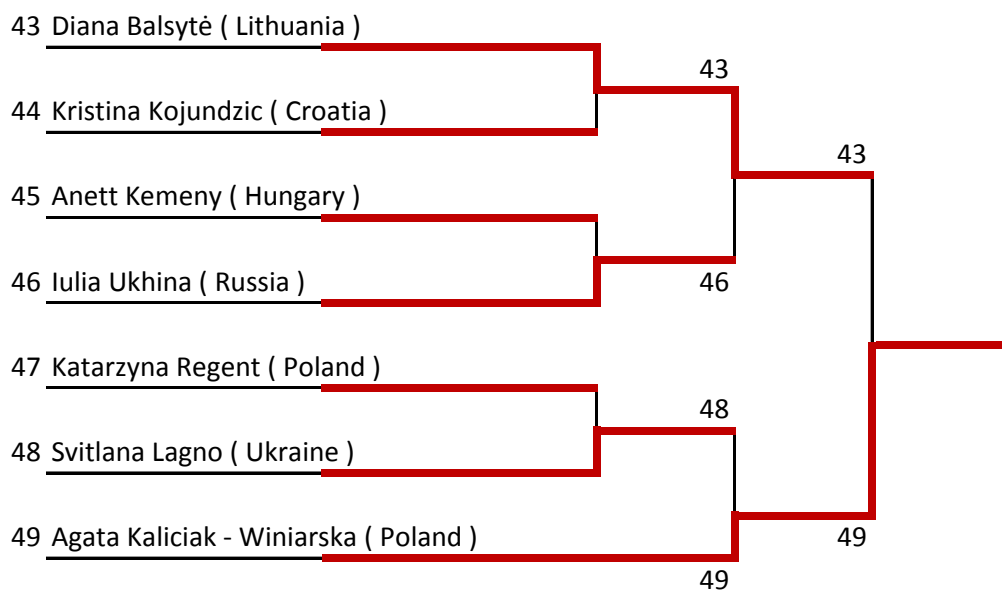 43 Diana Balsytė ( Lithuania )
43
44 Kristina Kojundzic ( Croatia )
43
45 Anett Kemeny ( Hungary )
46 Iulia Ukhina ( Russia )
46
47 Katarzyna Regent ( Poland )
48
48 Svitlana Lagno ( Ukraine )
49 Agata Kaliciak - Winiarska ( Poland )
49
49